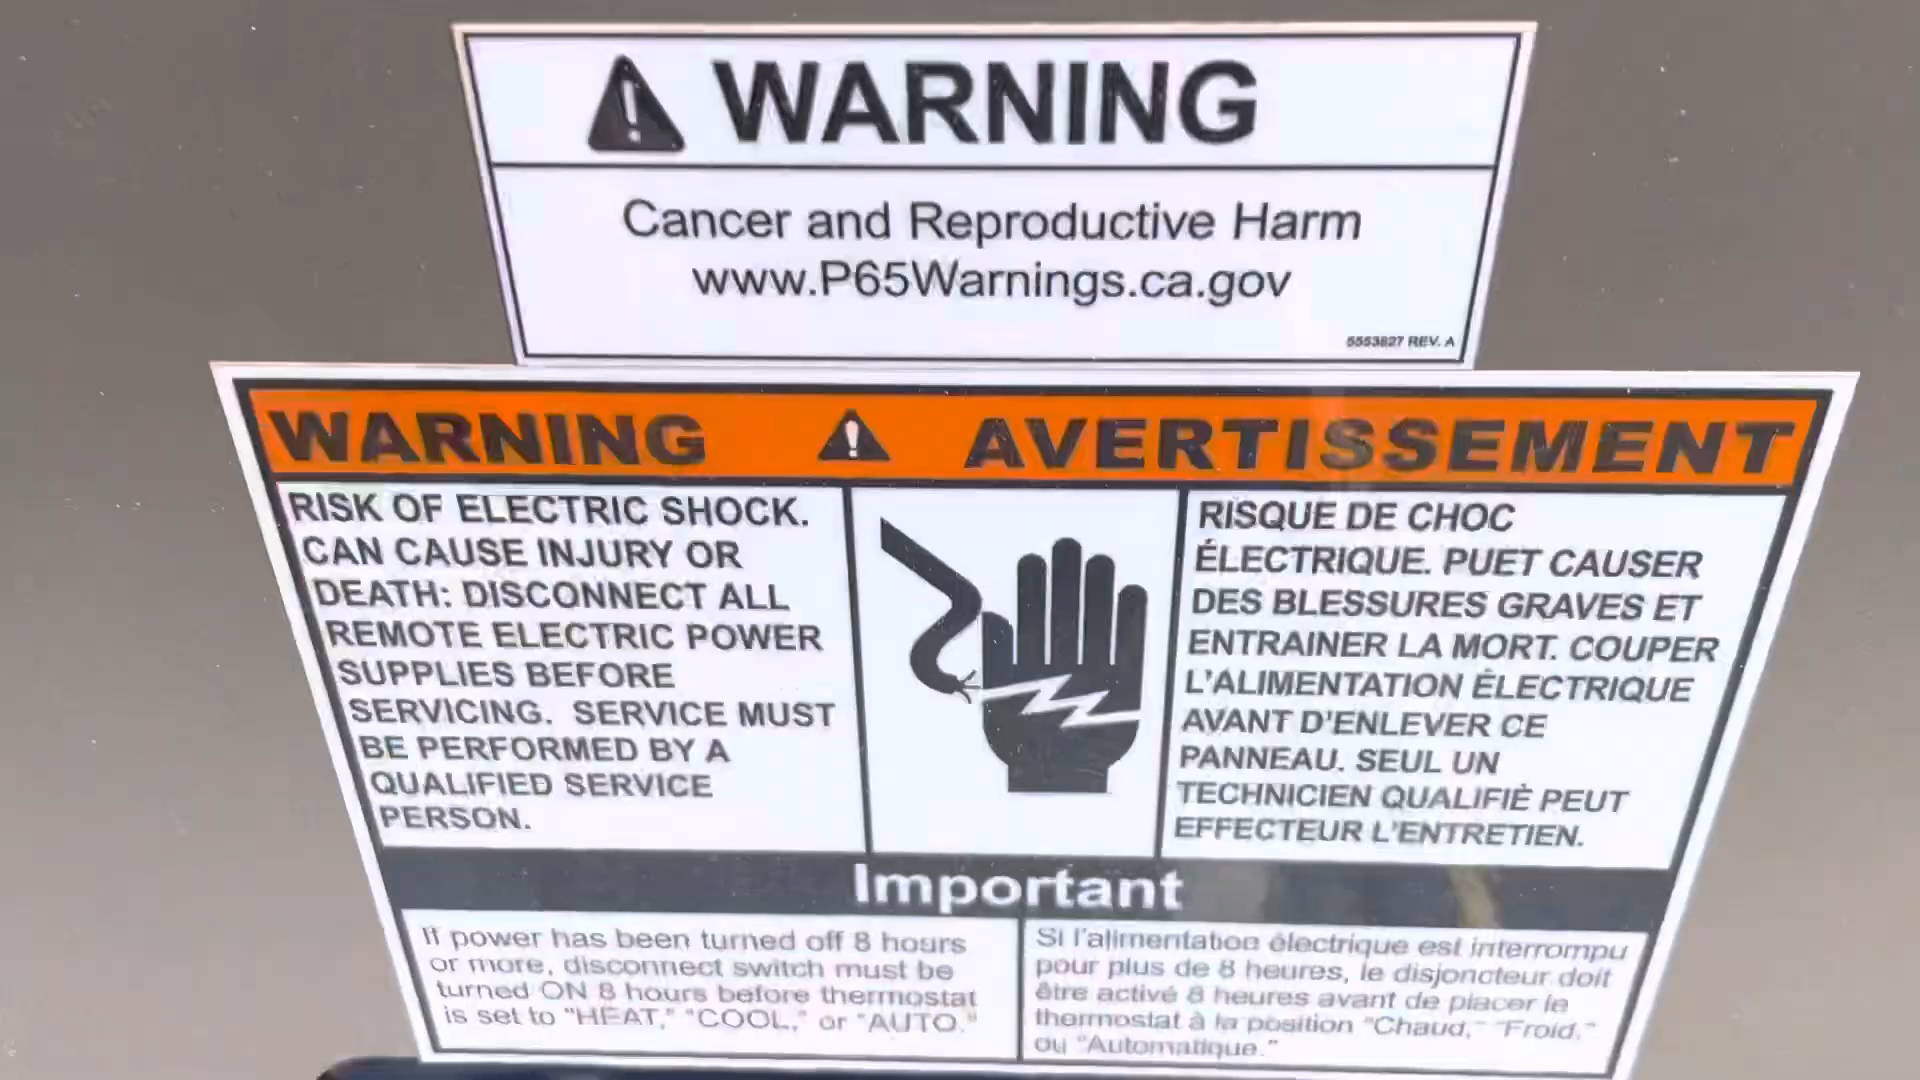 WARNING
Cancer and Reproductive Harm
www.P65Warnings.ca.gov
5553827 REV. A
WARNING
AVERTISSEMENT
RISK OF ELECTRIC SHOCK.
CAN CAUSE INJURY OR
DEATH: DISCONNECT ALL
REMOTE ELECTRIC POWER
SUPPLIES BEFORE
SERVICING. SERVICE MUST
BE PERFORMED BY A
QUALIFIED SERVICE
PERSON.
RISQUE DE CHOC
ÉLECTRIQUE. PUET CAUSER
DES BLESSURES GRAVES ET
ENTRAINER LA MORT. COUPER
L'ALIMENTATION ÉLECTRIQUE
AVANT D'ENLEVER CE
PANNEAU. SEUL UN
TECHNICIEN QUALIFIÈ PEUT
EFFECTEUR L'ENTRETIEN.
Important
If power has been turned off 8 hours
or more, disconnect switch must be
turned ON 8 hours before thermostat
is set to "HEAT," "COOL," or "AUTO."
Si l'alimentation électrique est interrompu
pour plus de 8 heures, le disjoncteur doit
être activé 8 heures avant de placer le
thermostat à la position "Chaud," "Froid,"
ou "Automatique."